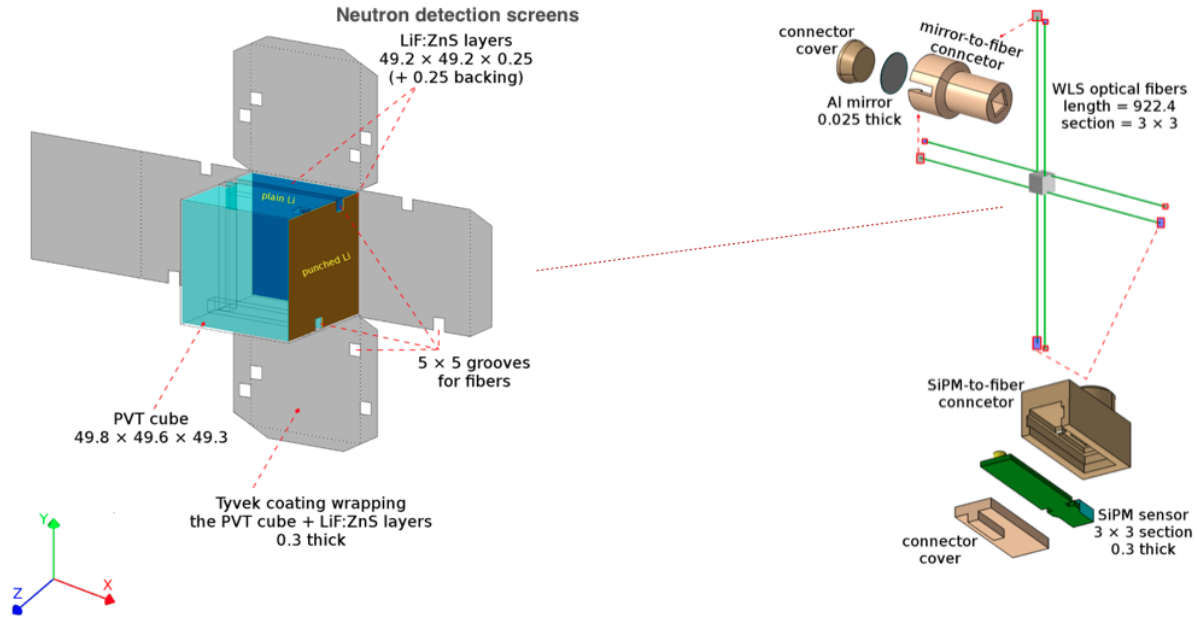 Neutron detection screens
LiF:ZnS layers
49.2 × 49.2 × 0.25
(+ 0.25 backing)
plain Li
punched Li
5 × 5 grooves
for fibers
PVT cube
49.8 × 49.6 × 49.3
Tyvek coating wrapping
the PVT cube + LiF:ZnS layers
0.3 thick
Y
X
Z
connector
cover
mirror-to-fiber
conncetor
Al mirror
0.025 thick
WLS optical fibers
length = 922.4
section = 3 × 3
SiPM-to-fiber
conncetor
SiPM sensor
3 × 3 section
0.3 thick
connector
cover